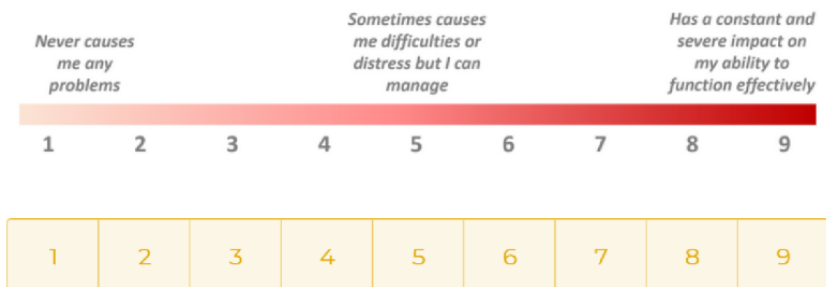 Never causes
me any
problems
Sometimes causes
me difficulties or
distress but I can
manage
Has a constant and
severe impact on
my ability to
function effectively
1 2 3 4 5 6 7 8 9
1 2 3 4 5 6 7 8 9